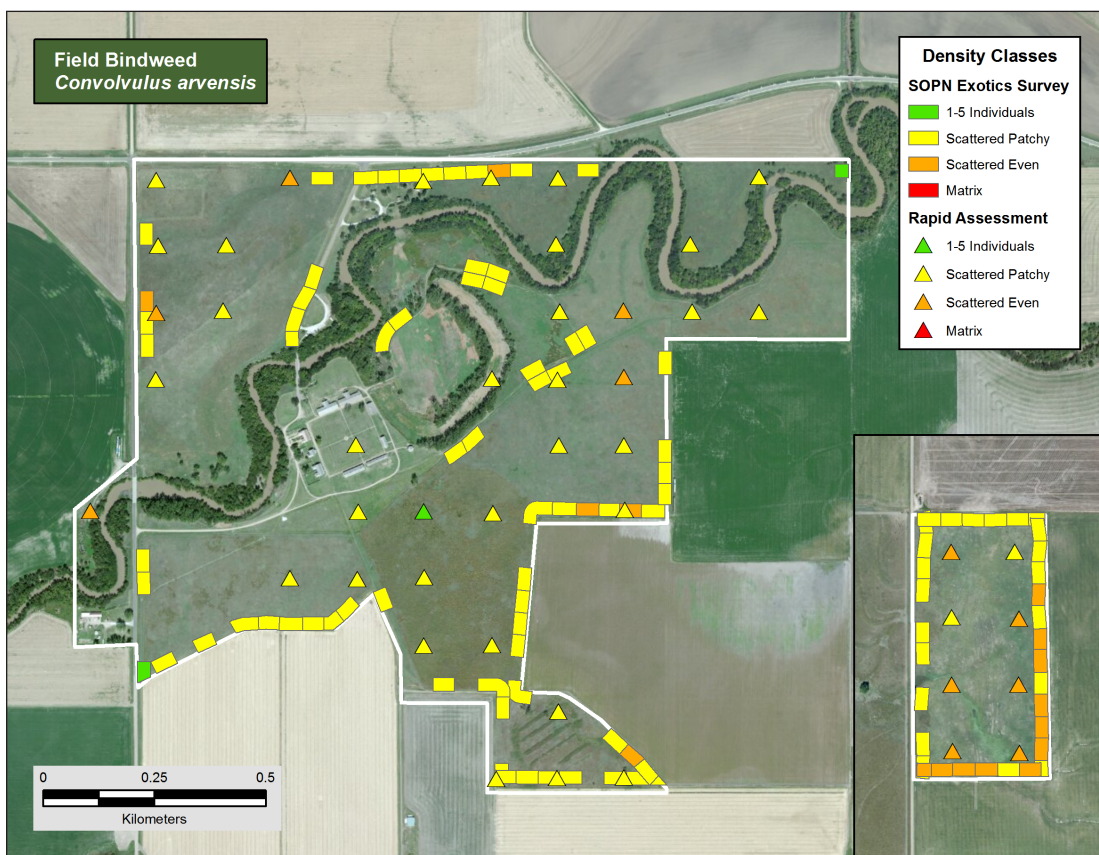 Field Bindweed
Convolvulus arvensis
Density Classes
SOPN Exotics Survey
1-5 Individuals
Scattered Patchy
Scattered Even
Matrix
Rapid Assessment
1-5 Individuals
Scattered Patchy
Scattered Even
Matrix
0 0.25 0.5
Kilometers